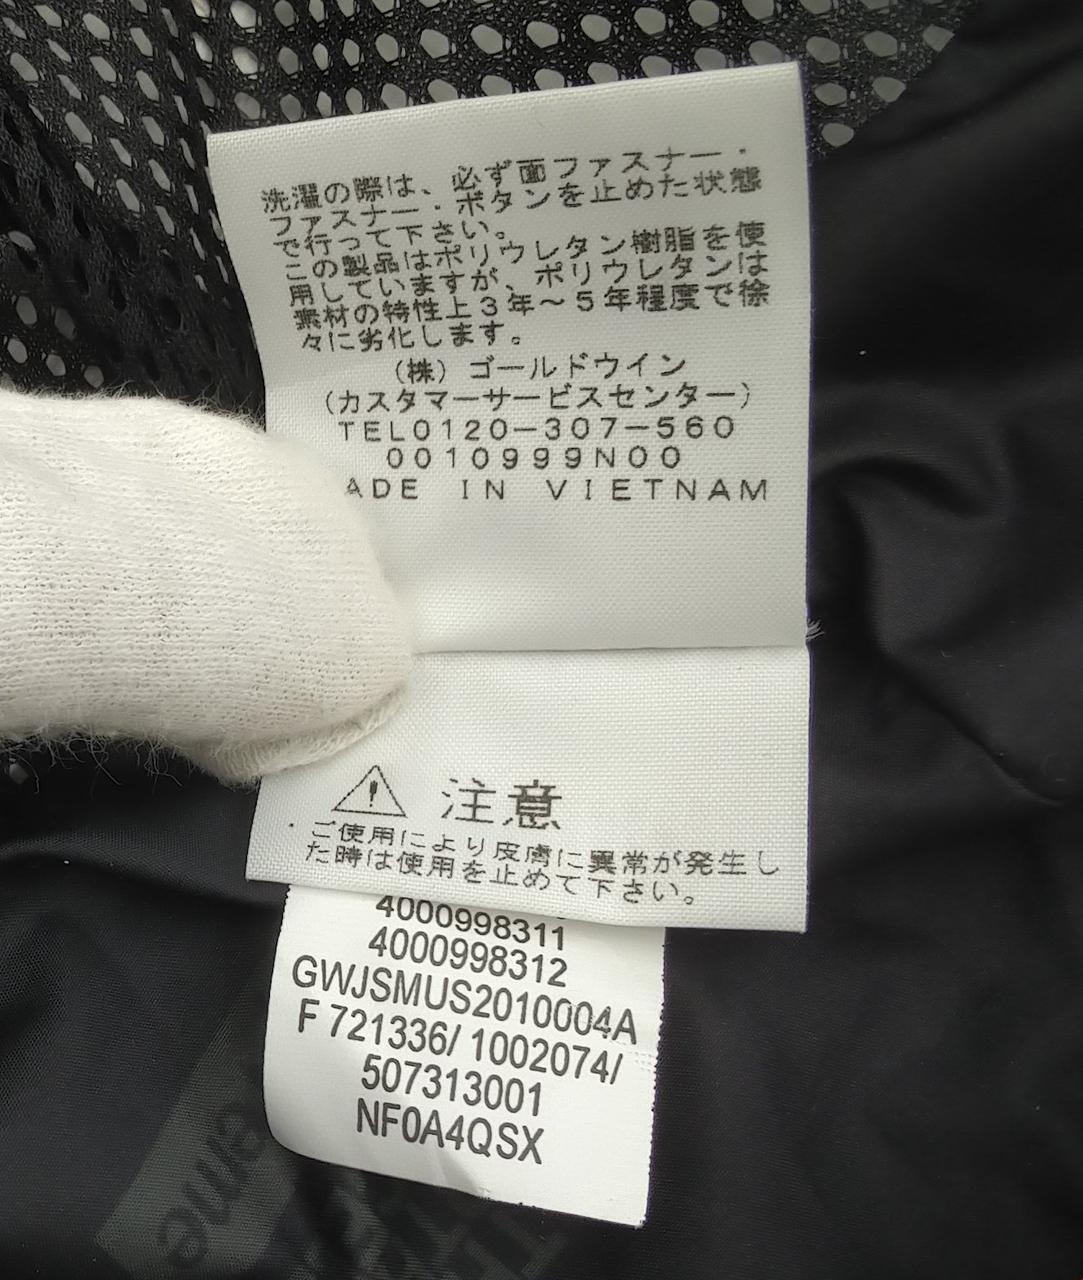 洗濯の際は、必ず面ファスナー・
ファスナー・ボタンを止めた状態
で行って下さい。
この製品はポリウレタン樹脂を使
用していますが、ポリウレタンは
素材の特性上3年～5年程度で徐
々に劣化します。
（株）ゴールドウイン
（カスタマーサービスセンター）
TEL0120－307－560
0010999N00
ADE IN VIETNAM
注意
・ご使用により皮膚に異常が発生し
た時は使用を止めて下さい。
4000998311
4000998312
GWJSMUS2010004A
F 721336/ 1002074/
507313001
NF0A4QSX
eme